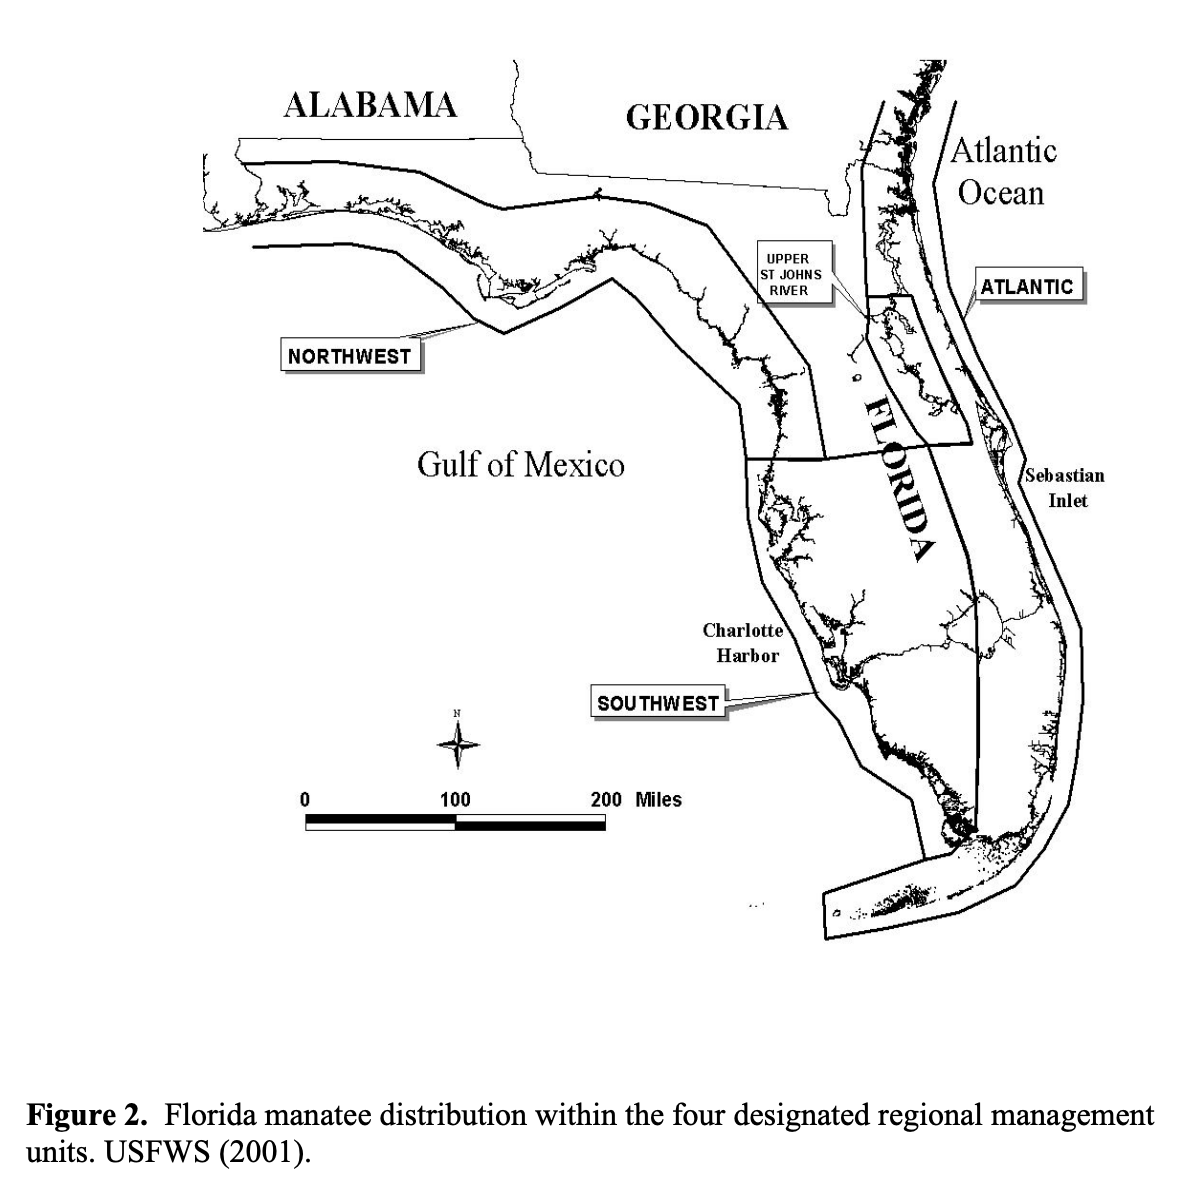 ALABAMA
GEORGIA
Atlantic
Ocean
UPPER
ST JOHNS
RIVER
ATLANTIC
NORTHWEST
FLORIDA
Gulf of Mexico
Sebastian
Inlet
Charlotte
Harbor
SOUTHWEST
N
0 100 200 Miles
Figure 2. Florida manatee distribution within the four designated regional management
units. USFWS (2001).